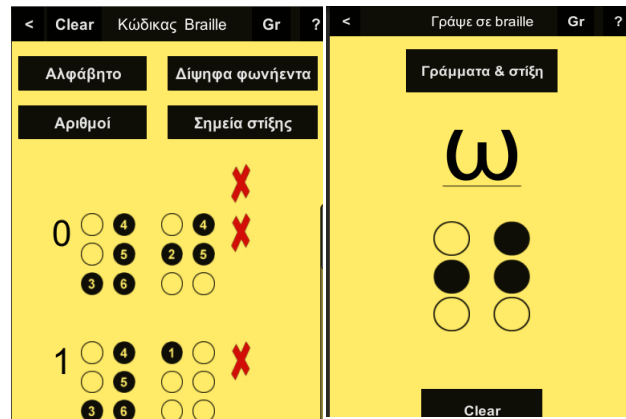 < Clear Κώδικας Braille Gr ?
Αλφάβητο Δίψηφα φωνήεντα
Αριθμοί Σημεία στίξης
0 4 4
5 2 5
3 6
1 4 1
5
3 6
< Γράψε σε braille Gr ?
Γράμματα & στίξη
ω
Clear